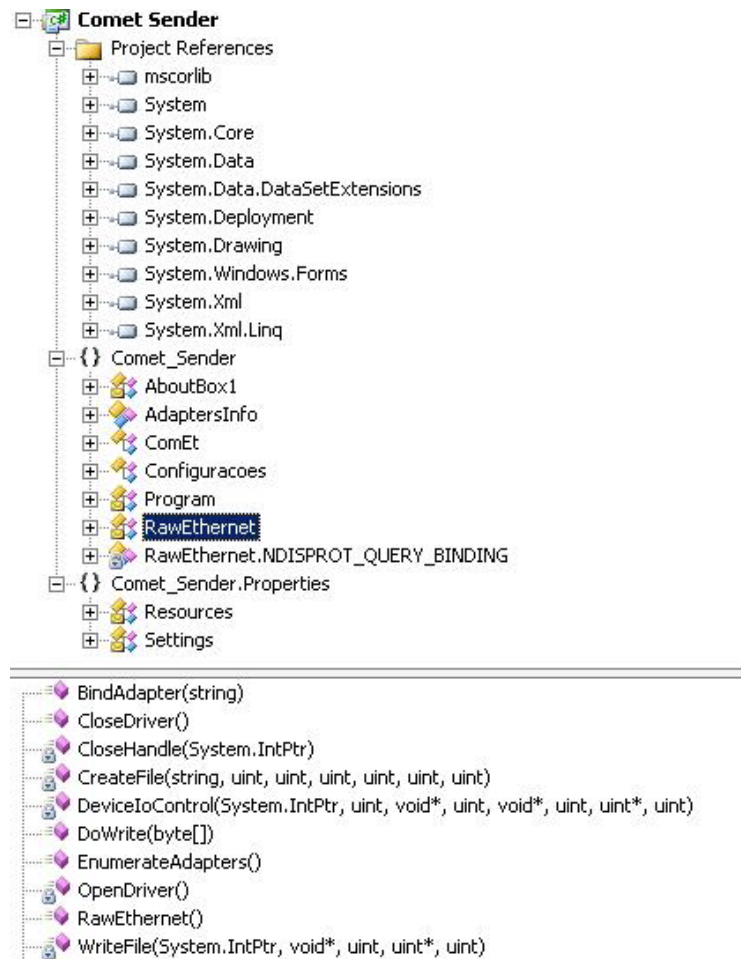 Comet Sender
Project References
mscorlib
System
System.Core
System.Data
System.Data.DataSetExtensions
System.Deployment
System.Drawing
System.Windows.Forms
System.Xml
System.Xml.Linq
{} Comet_Sender
AboutBox1
AdaptersInfo
ComEt
Configuracoes
Program
RawEthernet
RawEthernet.NDISPROT_QUERY_BINDING
{} Comet_Sender.Properties
Resources
Settings
BindAdapter(string)
CloseDriver()
CloseHandle(System.IntPtr)
CreateFile(string, uint, uint, uint, uint, uint, uint)
DeviceIoControl(System.IntPtr, uint, void*, uint, void*, uint, uint*, uint)
DoWrite(byte[])
EnumerateAdapters()
OpenDriver()
RawEthernet()
WriteFile(System.IntPtr, void*, uint, uint*, uint)